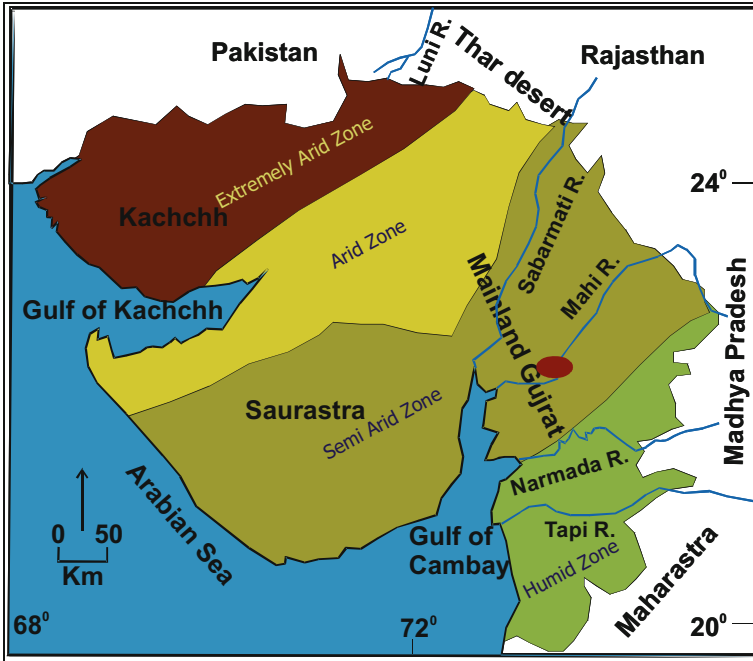 Pakistan
Luni R.
Thar desert
Rajasthan
Extremely Arid Zone
24⁰
Kachchh
Arid Zone
Sabarmati R.
Gulf of Kachchh
Mainland Gujrat
Mahi R.
Madhya Pradesh
Saurastra
Semi Arid Zone
Narmada R.
Arabian Sea
0 50
Km
Gulf of
Cambay
Tapi R.
Humid Zone
Maharastra
68⁰
72⁰
20⁰